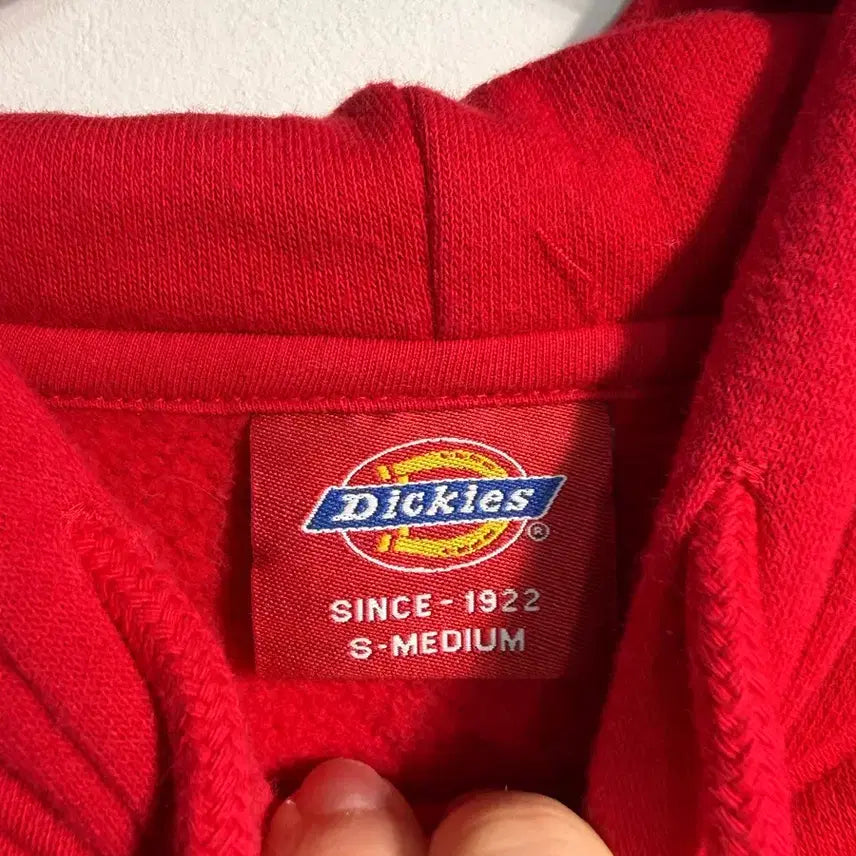 Dickies
®
SINCE-1922
S-MEDIUM